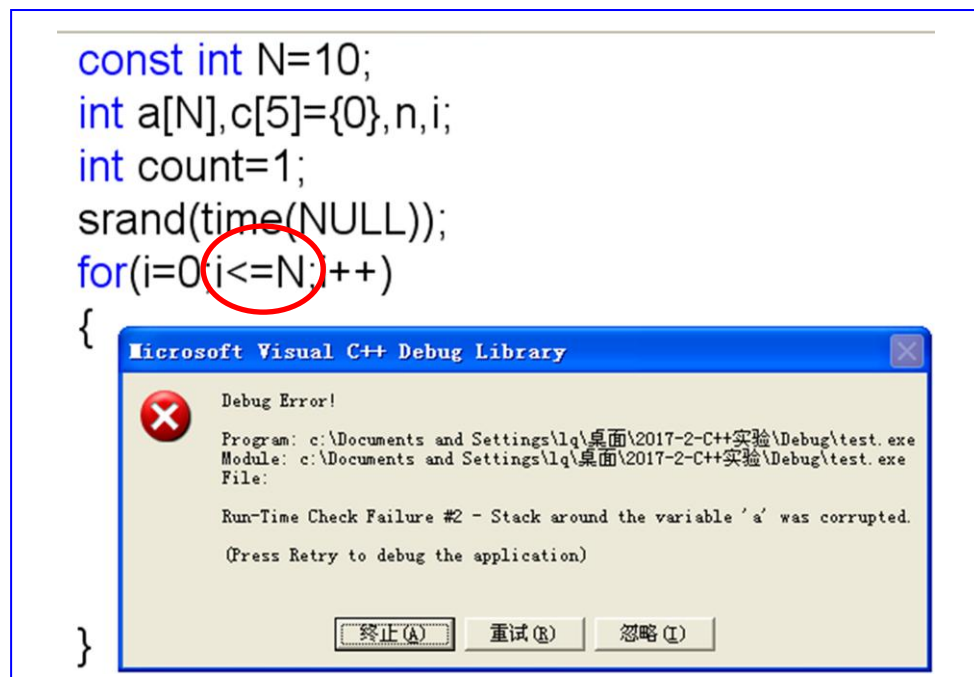 const int N=10;
int a[N],c[5]={0},n,i;
int count=1;
srand(time(NULL));
for(i=0;i<=N;i++)
{
Microsoft Visual C++ Debug Library
Debug Error!
Program: c:\Documents and Settings\lq\桌面\2017-2-C++实验\Debug\test.exe
Module: c:\Documents and Settings\lq\桌面\2017-2-C++实验\Debug\test.exe
File:
Run-Time Check Failure #2 - Stack around the variable 'a' was corrupted.
(Press Retry to debug the application)
终止(A) 重试(R) 忽略(I)
}